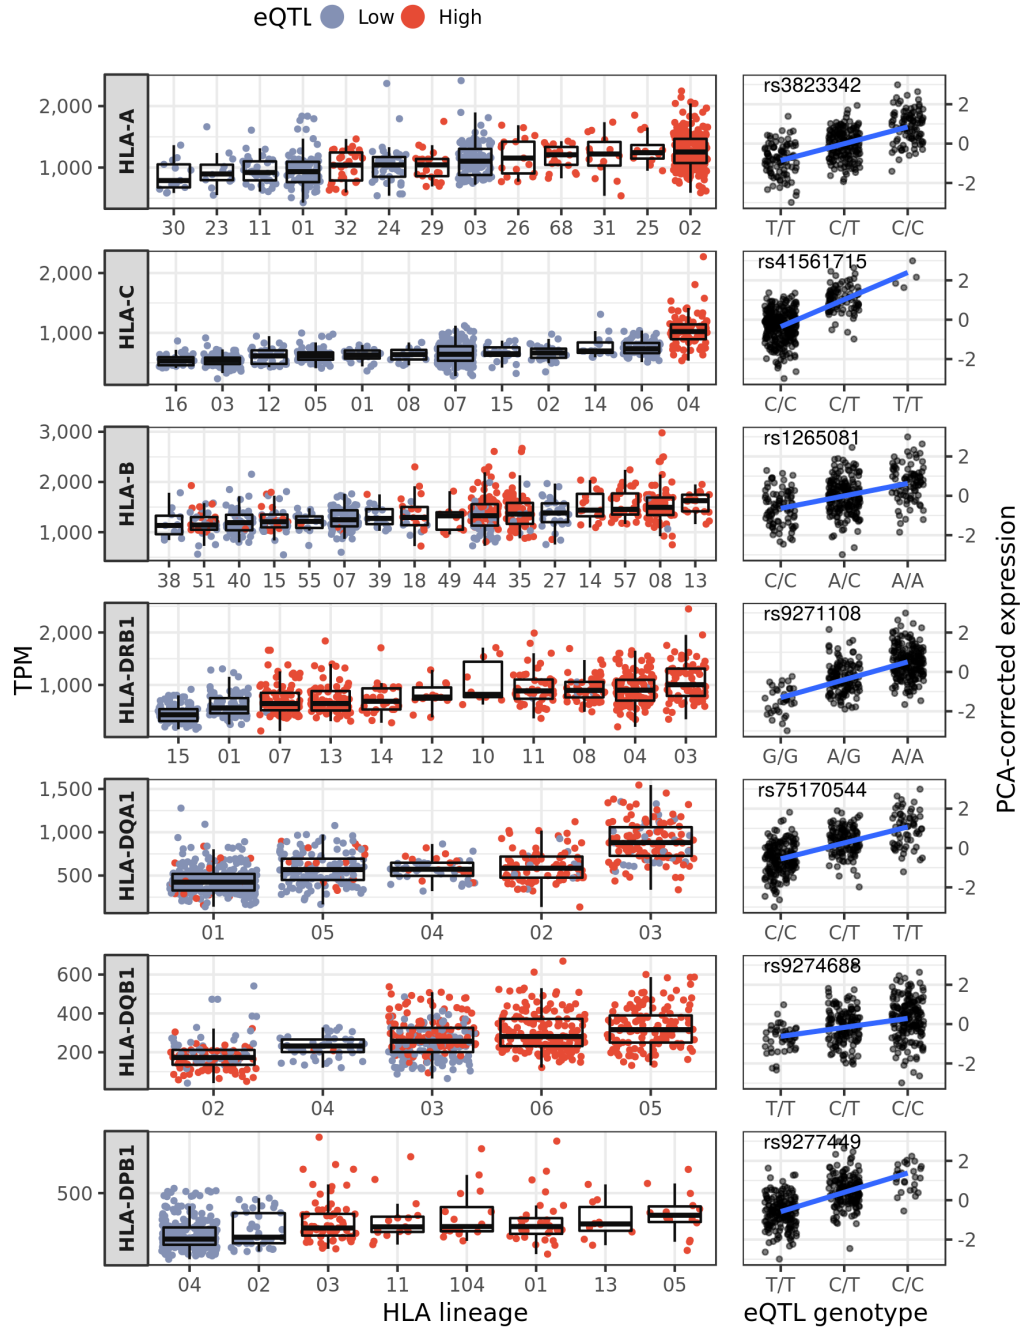 eQTL Low High
HLA-A
2,000
1,000
30 23 11 01 32 24 29 03 26 68 31 25 02
rs3823342
2
0
-2
T/T C/T C/C
HLA-C
2,000
1,000
16 03 12 05 01 08 07 15 02 14 06 04
rs41561715
2
0
-2
C/C C/T T/T
HLA-B
3,000
2,000
1,000
38 51 40 15 55 07 39 18 49 44 35 27 14 57 08 13
rs1265081
2
0
-2
C/C A/C A/A
HLA-DRB1
2,000
1,000
15 01 07 13 14 12 10 11 08 04 03
rs9271108
2
0
-2
G/G A/G A/A
HLA-DQA1
1,500
1,000
500
01 05 04 02 03
rs75170544
2
0
-2
C/C C/T T/T
HLA-DQB1
600
400
200
02 04 03 06 05
rs9274688
2
0
-2
T/T C/T C/C
HLA-DPB1
500
04 02 03 11 104 01 13 05
rs9277449
2
0
-2
T/T C/T C/C
TPM
PCA-corrected expression
HLA lineage
eQTL genotype